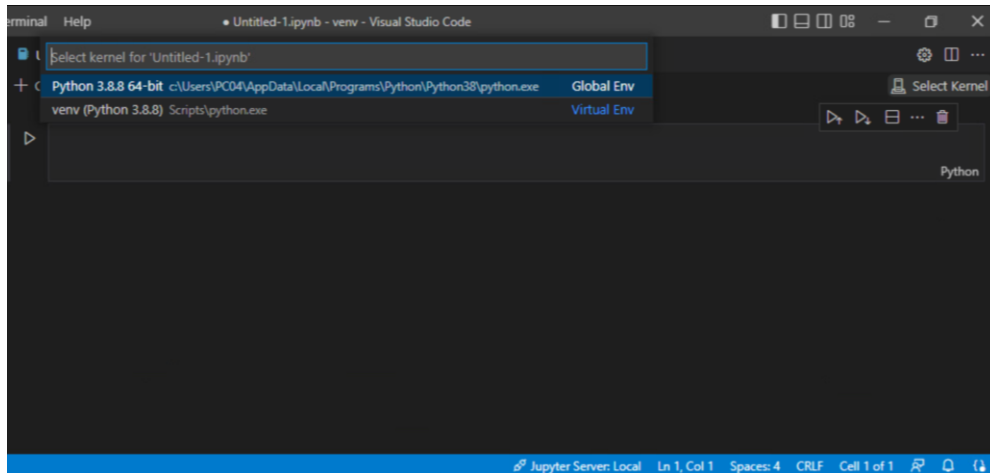 Help
● Untitled-1.ipynb - venv - Visual Studio Code
Select kernel for 'Untitled-1.ipynb'
Python 3.8.8 64-bit c:\Users\PC04\AppData\Local\Programs\Python\Python38\python.exe Global Env
Select Kernel
venv (Python 3.8.8) Scripts\python.exe Virtual Env
Python
Jupyter Server: Local Ln 1, Col 1 Spaces: 4 CRLF Cell 1 of 1